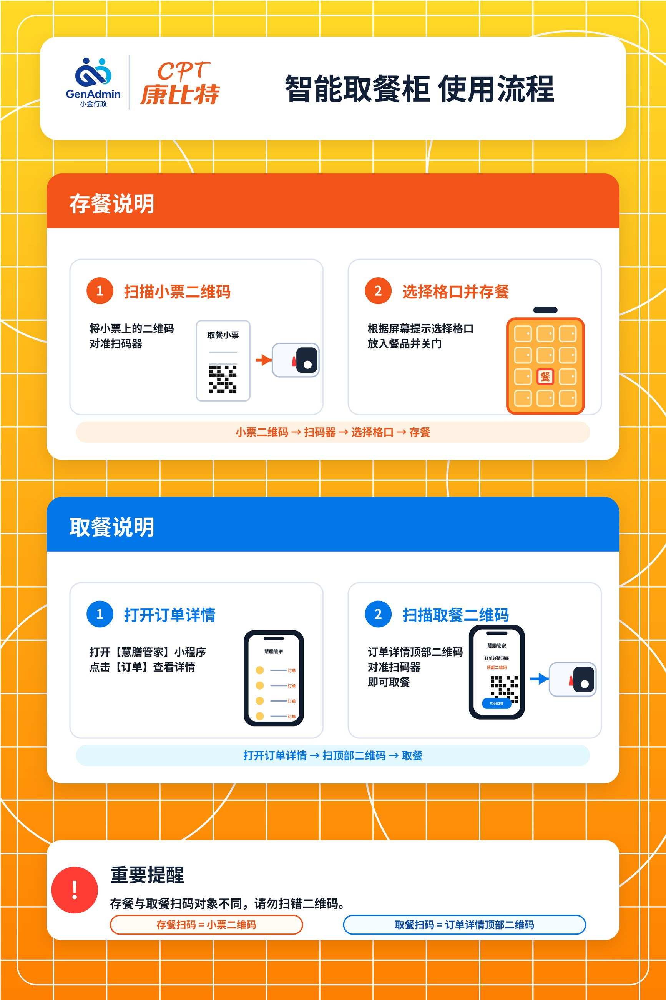 GenAdmin
小金行政
CPT
康比特
智能取餐柜 使用流程
存餐说明
1 扫描小票二维码
将小票上的二维码
对准扫码器
取餐小票
2 选择格口并存餐
根据屏幕提示选择格口
放入餐品并关门
餐
小票二维码 → 扫码器 → 选择格口 → 存餐
取餐说明
1 打开订单详情
打开【慧膳管家】小程序
点击【订单】查看详情
慧膳管家
订单
订单
订单
订单
2 扫描取餐二维码
订单详情顶部二维码
对准扫码器
即可取餐
慧膳管家
订单详情顶部
顶部二维码
扫码取餐
打开订单详情 → 扫顶部二维码 → 取餐
!
重要提醒
存餐与取餐扫码对象不同，请勿扫错二维码。
存餐扫码 = 小票二维码
取餐扫码 = 订单详情顶部二维码